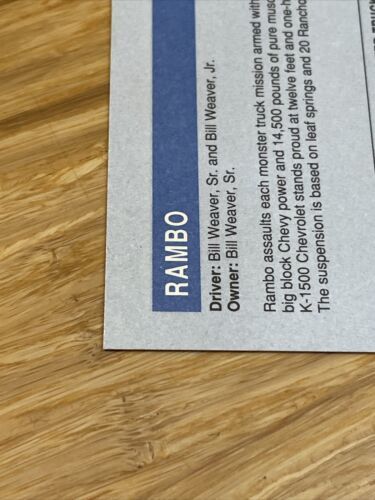 RAMBO
Driver: Bill Weaver, Sr. and Bill Weaver, Jr.
Owner: Bill Weaver, Sr.
Rambo assaults each monster truck mission armed with
big block Chevy power and 14,500 pounds of pure
K-1500 Chevrolet stands proud at twelve feet and
The suspension is based on leaf springs and 20 Rancho